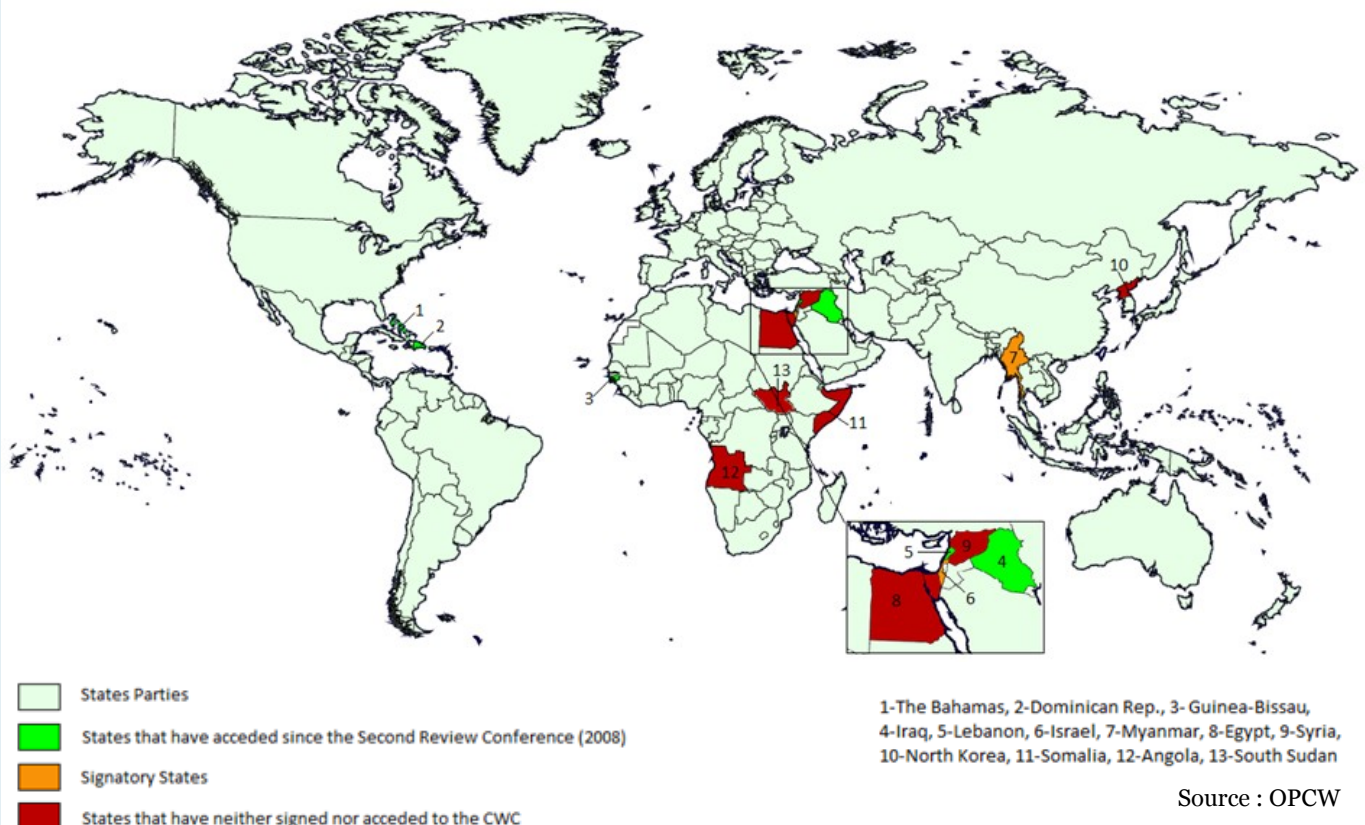 1
2
3
10
7
13
11
12
5
9
4
8
6
States Parties
States that have acceded since the Second Review Conference (2008)
Signatory States
States that have neither signed nor acceded to the CWC
1-The Bahamas, 2-Dominican Rep., 3- Guinea-Bissau,
4-Iraq, 5-Lebanon, 6-Israel, 7-Myanmar, 8-Egypt, 9-Syria,
10-North Korea, 11-Somalia, 12-Angola, 13-South Sudan
Source : OPCW